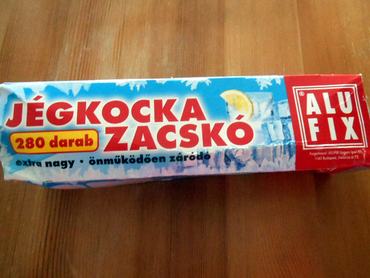 JÉGKOCKA
280 darab ZACSKÓ
extra nagy • önműködően záródó
® ALU
FIX